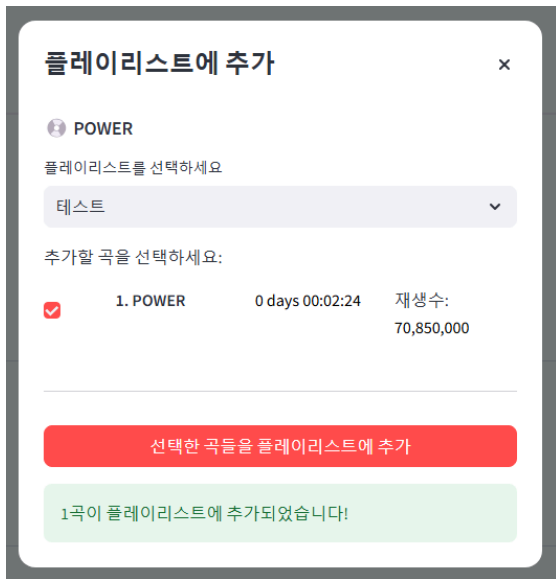 플레이리스트에 추가
POWER
플레이리스트를 선택하세요
테스트
추가할 곡을 선택하세요:
1. POWER 0 days 00:02:24 재생수:
70,850,000
선택한 곡들을 플레이리스트에 추가
1곡이 플레이리스트에 추가되었습니다!